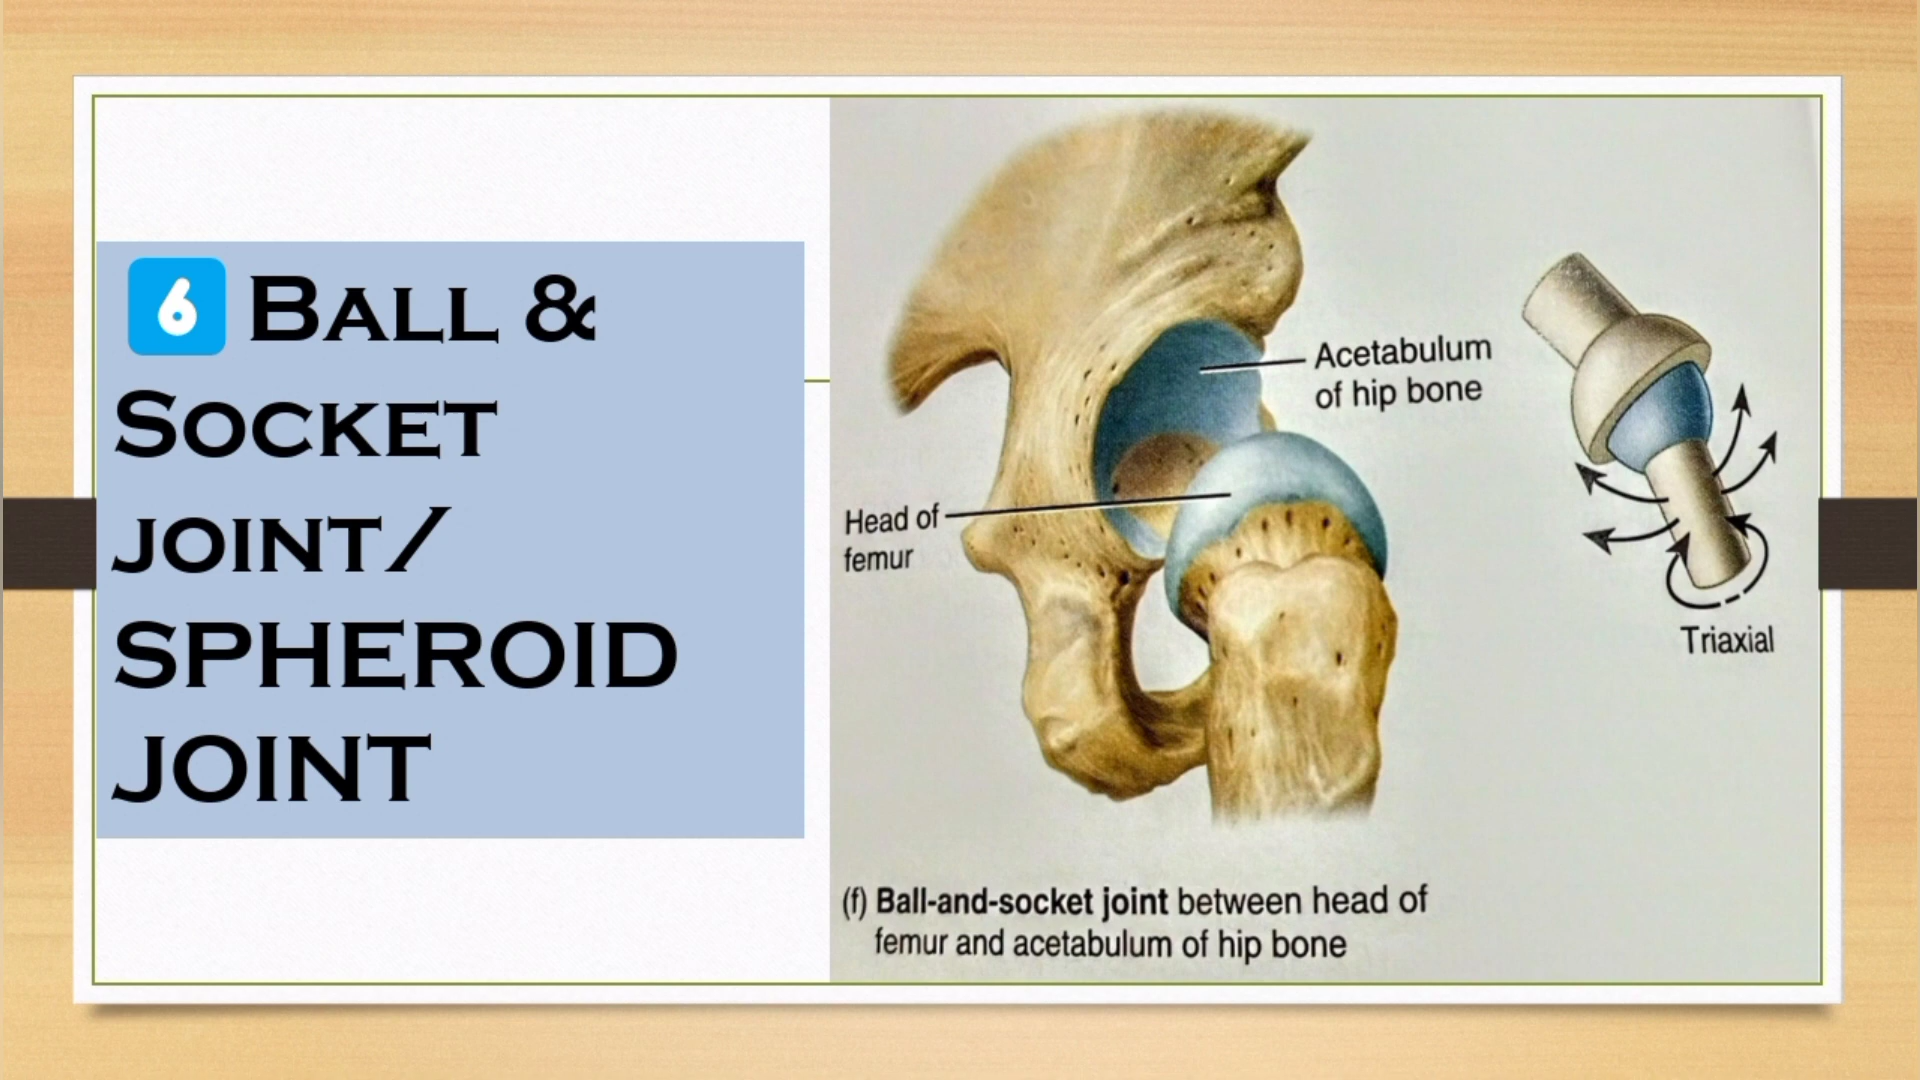 6 Ball &
Socket
joint/
SPHEROID
JOINT
Acetabulum
of hip bone
Head of
femur
Triaxial
(f) Ball-and-socket joint between head of
femur and acetabulum of hip bone